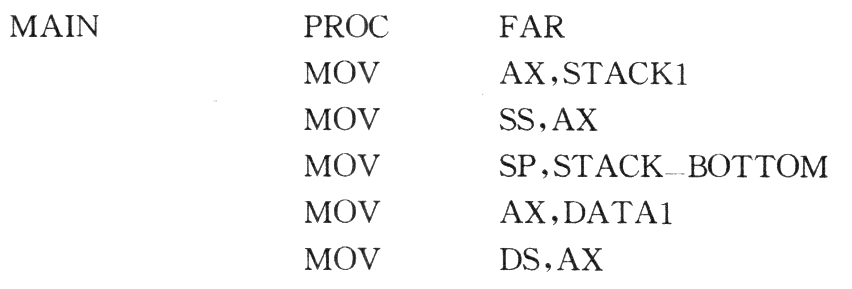 MAIN PROC FAR
MOV AX,STACK1
MOV SS,AX
MOV SP,STACK_BOTTOM
MOV AX,DATA1
MOV DS,AX